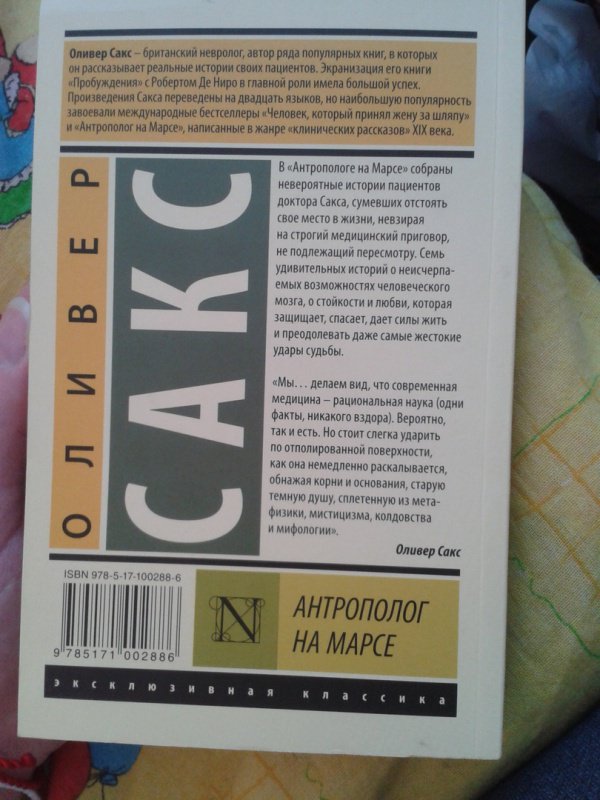 Оливер Сакс – британский невролог, автор ряда популярных книг, в которых
он рассказывает реальные истории своих пациентов. Экранизация его книги
«Пробуждения» с Робертом Де Ниро в главной роли имела большой успех.
Произведения Сакса переведены на двадцать языков, но наибольшую популярность
завоевали международные бестселлеры «Человек, который принял жену за шляпу»
и «Антрополог на Марсе», написанные в жанре «клинических рассказов» XIX века.
ОЛИВЕР
САКС
В «Антропологе на Марсе» собраны
невероятные истории пациентов
доктора Сакса, сумевших отстоять
свое место в жизни, невзирая
на строгий медицинский приговор,
не подлежащий пересмотру. Семь
удивительных историй о неисчерпа-
емых возможностях человеческого
мозга, о стойкости и любви, которая
защищает, спасает, дает силы жить
и преодолевать даже самые жестокие
удары судьбы.
«Мы… делаем вид, что современная
медицина – рациональная наука (одни
факты, никакого вздора). Вероятно,
так и есть. Но стоит слегка ударить
по отполированной поверхности,
как она немедленно раскалывается,
обнажая корни и основания, старую
темную душу, сплетенную из мета-
физики, мистицизма, колдовства
и мифологии».
Оливер Сакс
ISBN 978-5-17-100288-6
9 785171 002886
N
АНТРОПОЛОГ
НА МАРСЕ
эксклюзивная классика